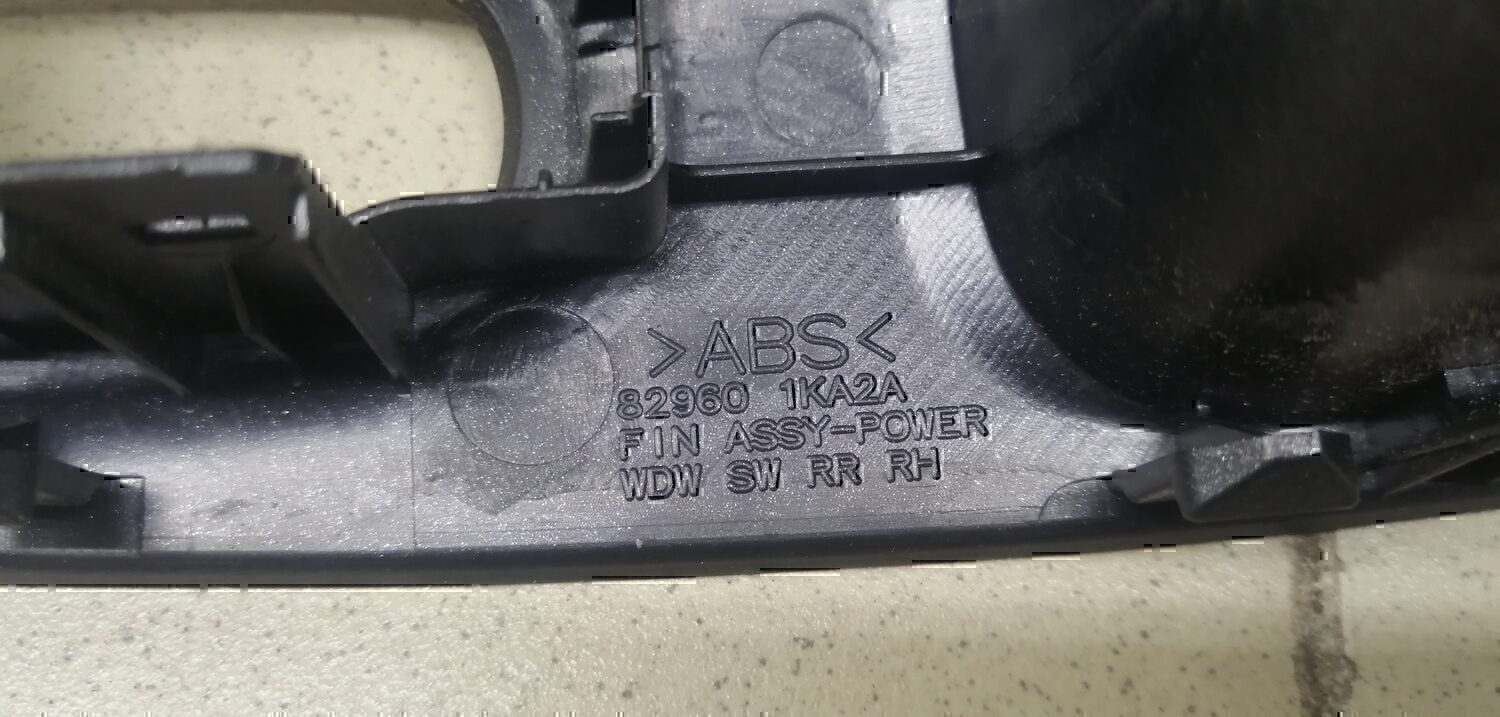 >ABS<
82960 1KA2A
FIN ASSY-POWER
WDW SW RR RH